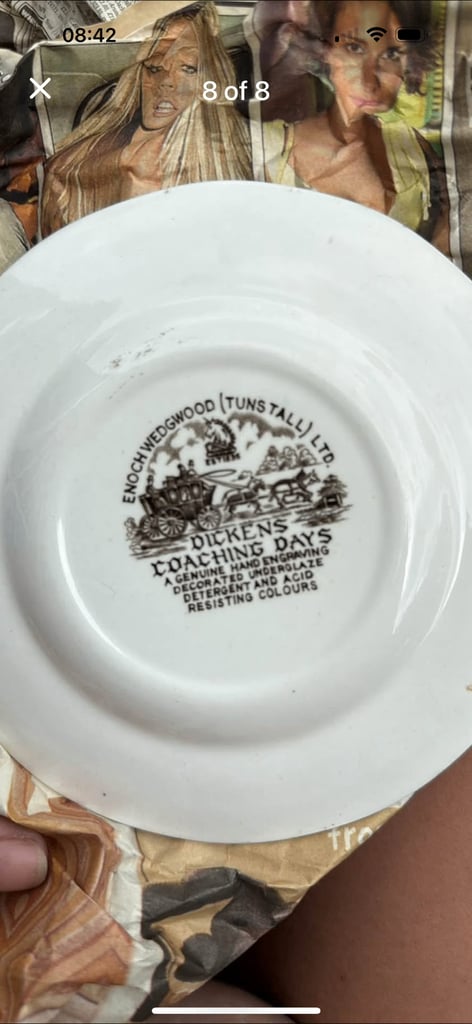 08:42
8 of 8
ENOCH WEDGWOOD (TUNSTALL) LTD.
DICKENS
COACHING DAYS
A GENUINE HAND ENGRAVING
DECORATED UNDERGLAZE
DETERGENT AND ACID
RESISTING COLOURS
fro